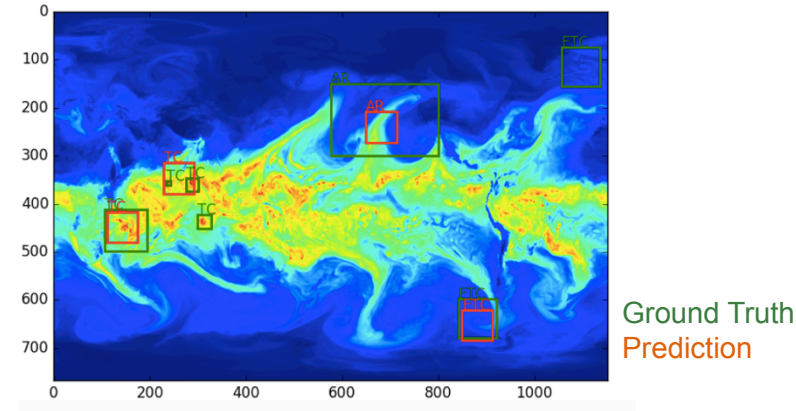 0
100
200
300
400
500
600
700
0
200
400
600
800
1000
ETC
AR
AR
TC
TC
TC
TC
TC
ETC
ETC
Ground Truth
Prediction